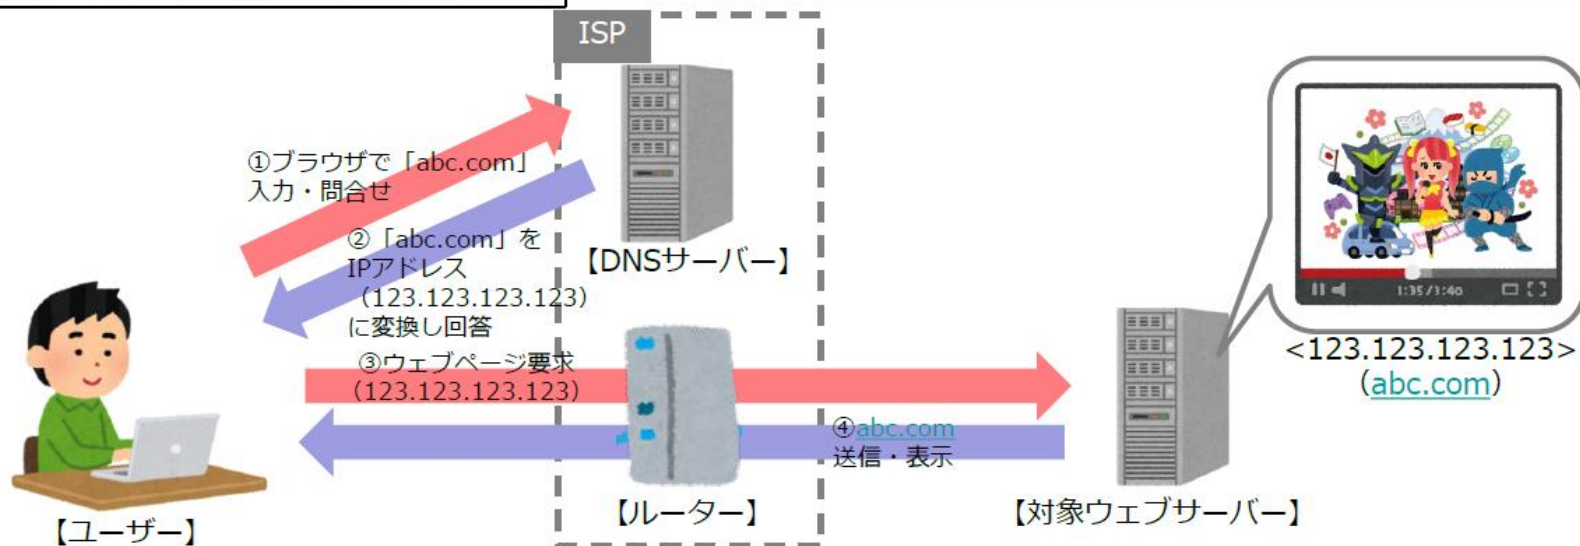 ISP
①ブラウザで「abc.com」
入力・問合せ
②「abc.com」を
IPアドレス
（123.123.123.123）
に変換し回答
【DNSサーバー】
③ウェブページ要求
（123.123.123.123）
④abc.com
送信・表示
【ユーザー】
【ルーター】
【対象ウェブサーバー】
1:35/3:40
<123.123.123.123>
（abc.com）